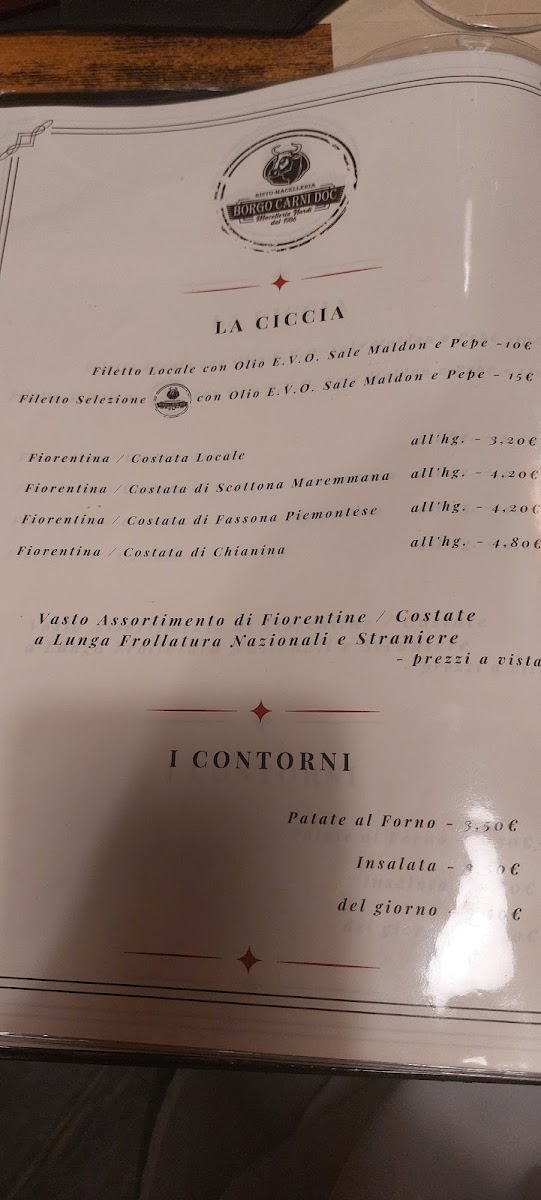 RISTO-MACELLERIA
BORGO CARNI DOC
Macelleria Nardi
dal 1986
LA CICCIA
Filetto Locale con Olio E.V.O. Sale Maldon e Pepe -10€
Filetto Selezione con Olio E.V.O. Sale Maldon e Pepe - 15€
Fiorentina / Costata Locale all'hg. - 3,20€
Fiorentina / Costata di Scottona Maremmana all'hg. - 4,20€
Fiorentina / Costata di Fassona Piemontese all'hg. - 4,20€
Fiorentina / Costata di Chianina all'hg. - 4,80€
Vasto Assortimento di Fiorentine / Costate
a Lunga Frollatura Nazionali e Straniere
- prezzi a vista
I CONTORNI
Patate al Forno - 3,50€
Insalata -
del giorno -